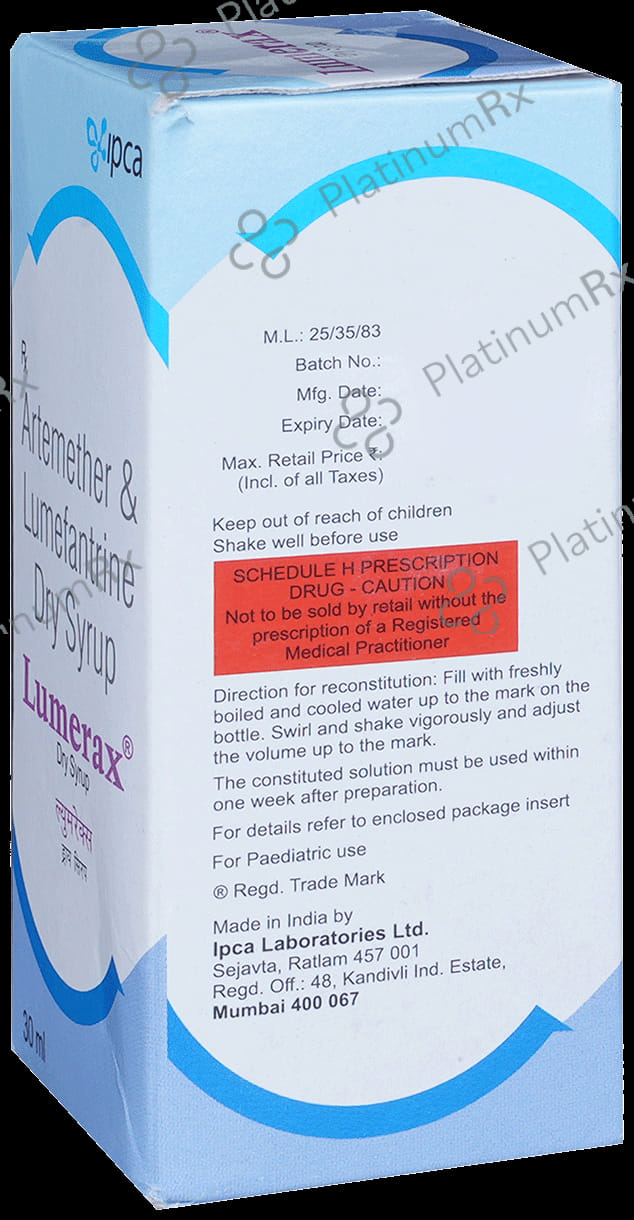 Lumerax®
ipca
Rx
Artemether &
Lumefantrine
Dry Syrup
Lumerax®
Dry Syrup
ल्युमरेक्स
ड्राय सिरप
30 ml
M.L.: 25/35/83
Batch No.:
Mfg. Date:
Expiry Date:
Max. Retail Price ₹:
(Incl. of all Taxes)
Keep out of reach of children
Shake well before use
SCHEDULE H PRESCRIPTION
DRUG - CAUTION
Not to be sold by retail without the
prescription of a Registered
Medical Practitioner
Direction for reconstitution: Fill with freshly
boiled and cooled water up to the mark on the
bottle. Swirl and shake vigorously and adjust
the volume up to the mark.
The constituted solution must be used within
one week after preparation.
For details refer to enclosed package insert
For Paediatric use
® Regd. Trade Mark
Made in India by
Ipca Laboratories Ltd.
Sejavta, Ratlam 457 001
Regd. Off.: 48, Kandivli Ind. Estate,
Mumbai 400 067
PlatinumRx
PlatinumRx
PlatinumRx
PlatinumRx
PlatinumRx